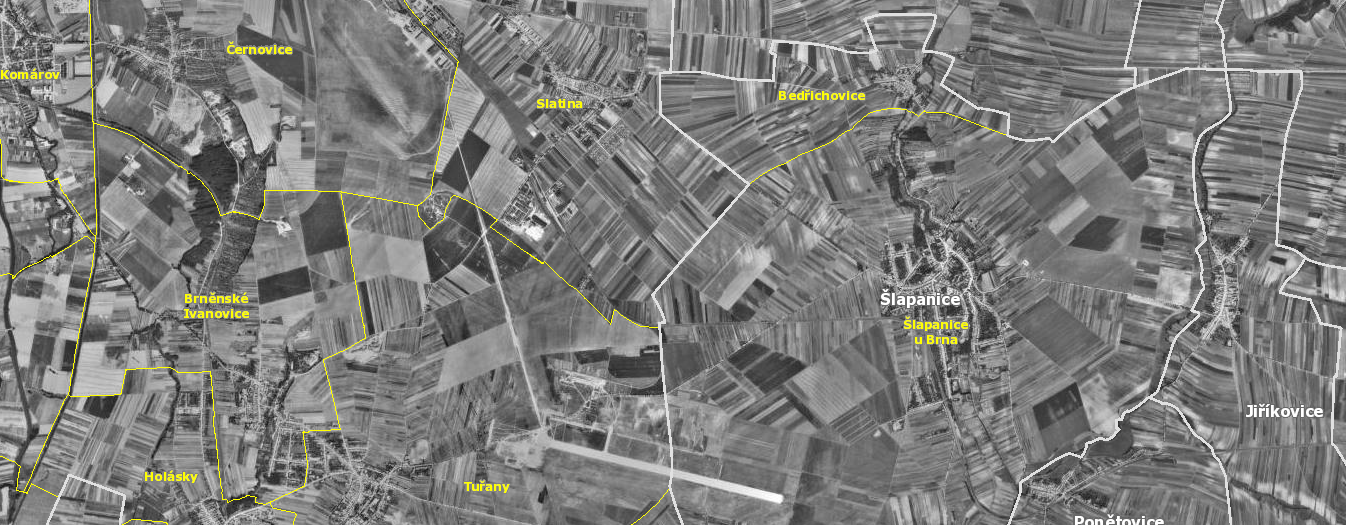 Černovice
Komárov
Slatina
Bedřichovice
Brněnské
Ivanovice
Šlapanice
Šlapanice
u Brna
Jiříkovice
Holásky
Tuřany
Ponětovice